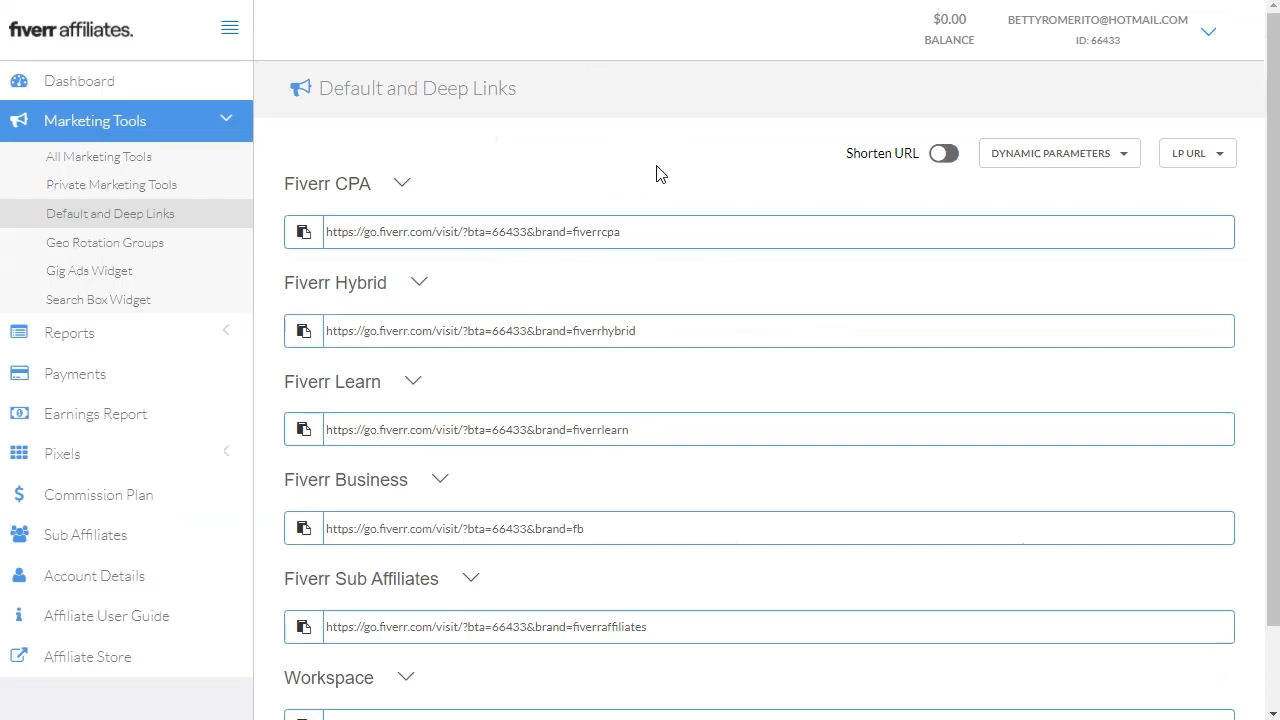 fiverr affiliates.
$0.00
BALANCE
BETTYROMERITO@HOTMAIL.COM
ID: 66433
Dashboard
Marketing Tools
All Marketing Tools
Private Marketing Tools
Default and Deep Links
Geo Rotation Groups
Gig Ads Widget
Search Box Widget
Reports
Payments
Earnings Report
Pixels
Commission Plan
Sub Affiliates
Account Details
Affiliate User Guide
Affiliate Store
Default and Deep Links
Shorten URL
DYNAMIC PARAMETERS
LP URL
Fiverr CPA
https://go.fiverr.com/visit/?bta=66433&brand=fiverrcpa
Fiverr Hybrid
https://go.fiverr.com/visit/?bta=66433&brand=fiverrhybrid
Fiverr Learn
https://go.fiverr.com/visit/?bta=66433&brand=fiverrlearn
Fiverr Business
https://go.fiverr.com/visit/?bta=66433&brand=fb
Fiverr Sub Affiliates
https://go.fiverr.com/visit/?bta=66433&brand=fiverraffiliates
Workspace